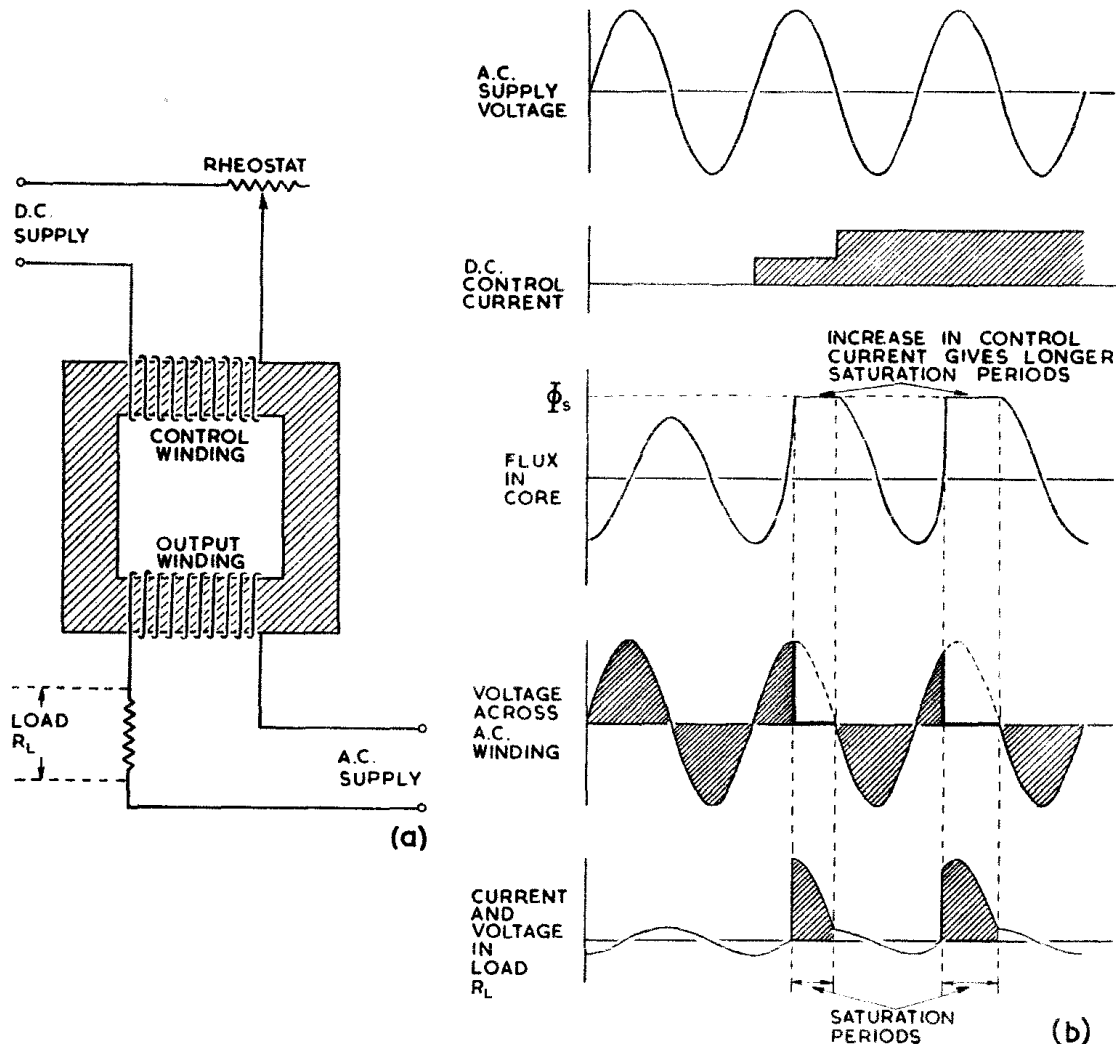 RHEOSTAT
D.C.
SUPPLY
CONTROL
WINDING
OUTPUT
WINDING
LOAD
R_L
A.C.
SUPPLY
(a)
A.C.
SUPPLY
VOLTAGE
D.C.
CONTROL
CURRENT
INCREASE IN CONTROL
CURRENT GIVES LONGER
SATURATION PERIODS
Φ_s
FLUX
IN
CORE
VOLTAGE
ACROSS
A.C.
WINDING
CURRENT
AND
VOLTAGE
IN
LOAD
R_L
SATURATION
PERIODS
(b)